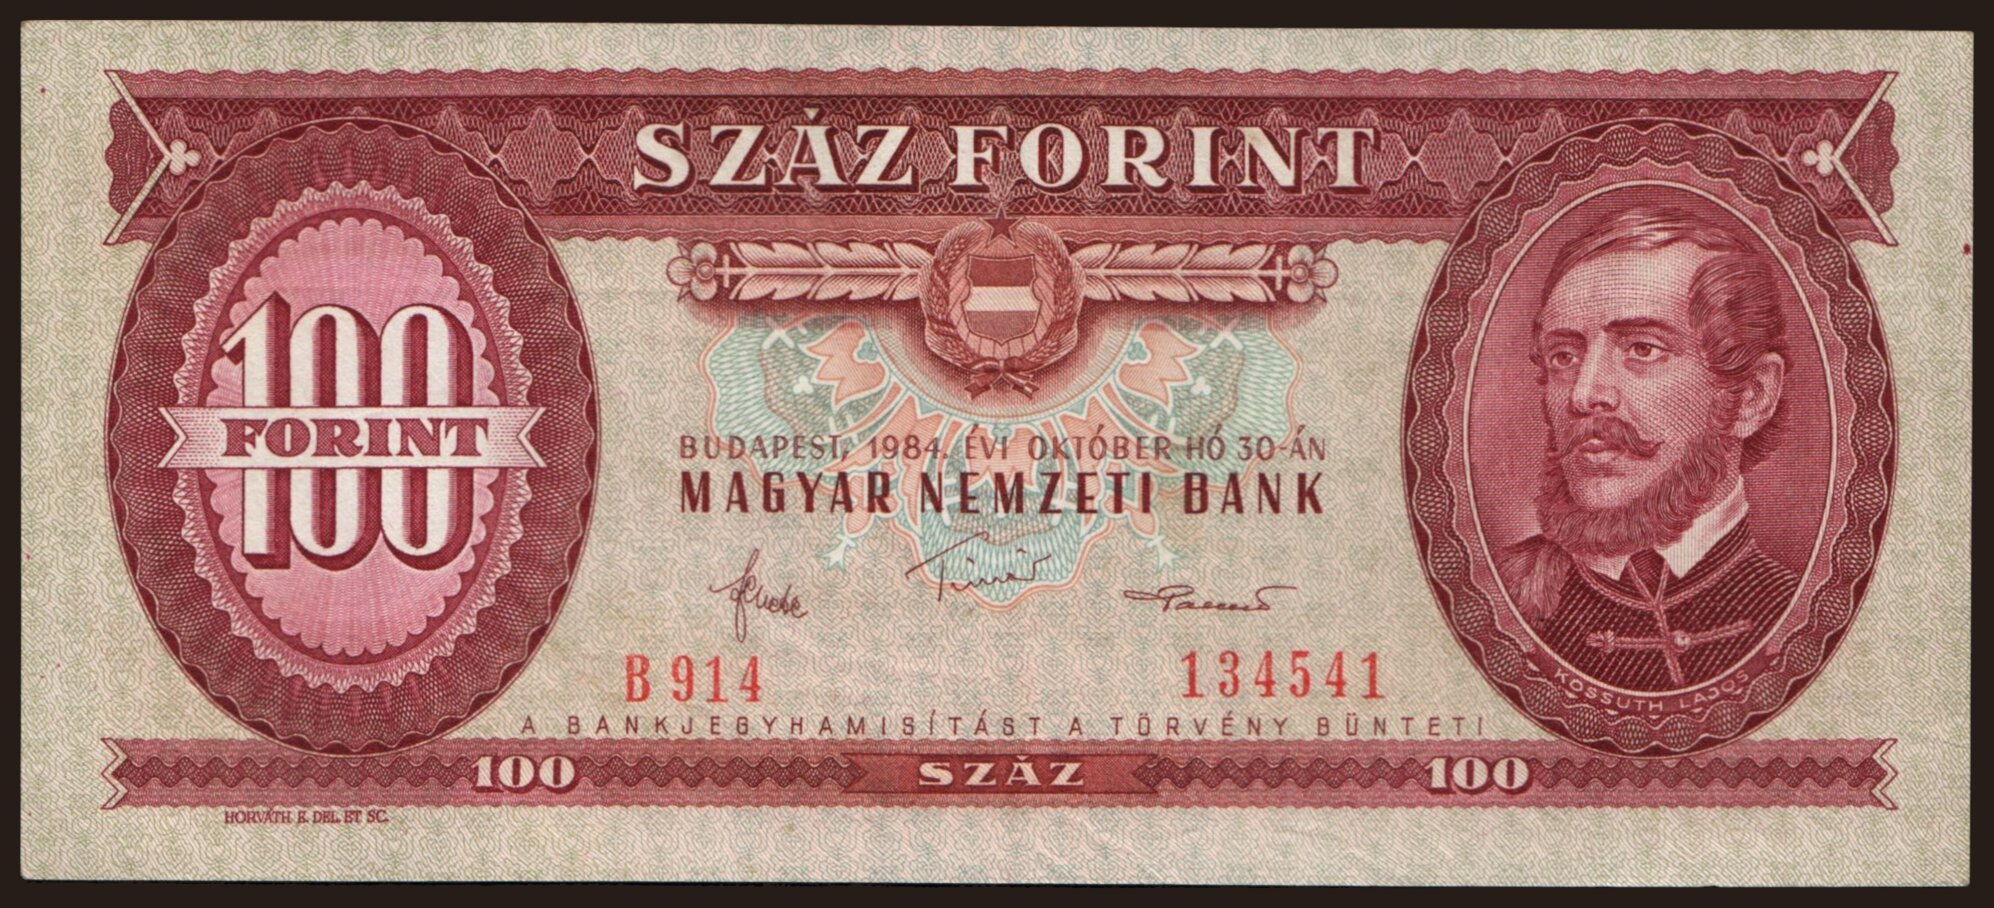 SZÁZ FORINT
100
FORINT
BUDAPEST, 1984. ÉVI OKTÓBER HÓ 30-ÁN
MAGYAR NEMZETI BANK
B 914
134541
KOSSUTH LAJOS
A BANKJEGYHAMISÍTÁST A TÖRVÉNY BÜNTETI
100 SZÁZ 100
HORVÁTH E. DEL. ET SC.